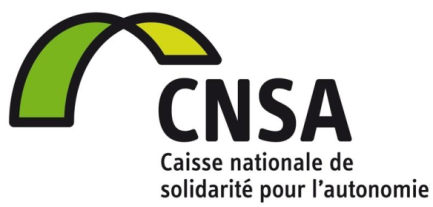 CNSA
Caisse nationale de
solidarité pour l'autonomie